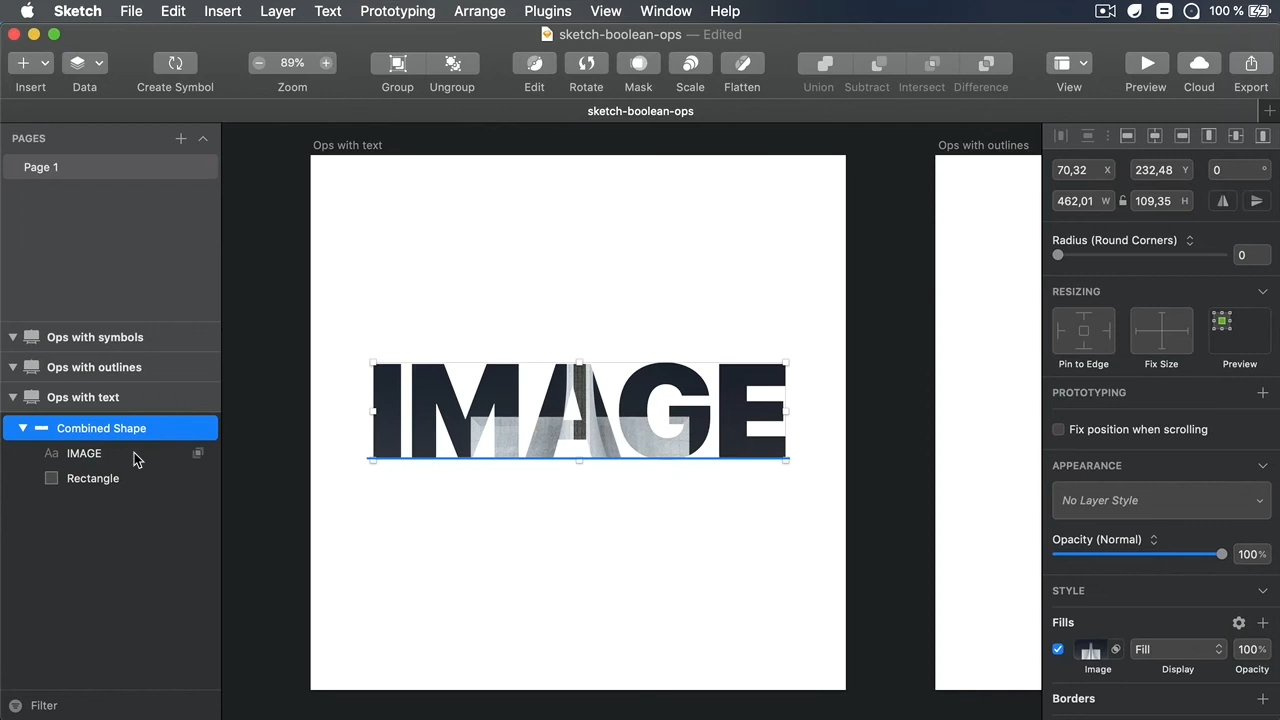 Sketch File Edit Insert Layer Text Prototyping Arrange Plugins View Window Help 100 %
sketch-boolean-ops — Edited
89%
Insert Data Create Symbol Zoom Group Ungroup Edit Rotate Mask Scale Flatten Union Subtract Intersect Difference View Preview Cloud Export
sketch-boolean-ops
PAGES
Page 1
Ops with symbols
Ops with outlines
Ops with text
Combined Shape
Aa IMAGE
Rectangle
Filter
Ops with text
IMAGE
Ops with outlines
70,32 X 232,48 Y 0 °
462,01 W 109,35 H
Radius (Round Corners)
0
RESIZING
Pin to Edge Fix Size Preview
PROTOTYPING
Fix position when scrolling
APPEARANCE
No Layer Style
Opacity (Normal)
100%
STYLE
Fills
Fill 100%
Image Display Opacity
Borders